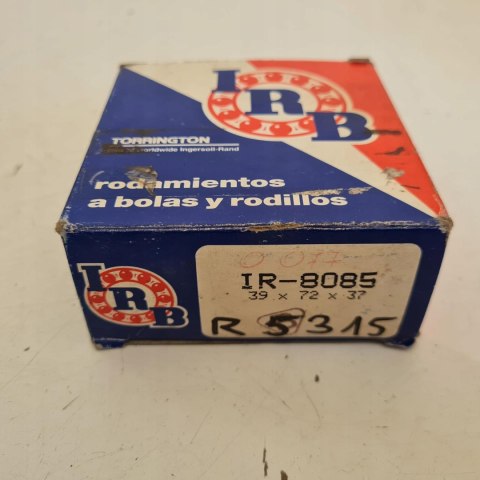 IRB
TORRINGTON
Worldwide Ingersoll-Rand
rodamientos
a bolas y rodillos
IRB
IR-8085
39 x 72 x 37
R 5315